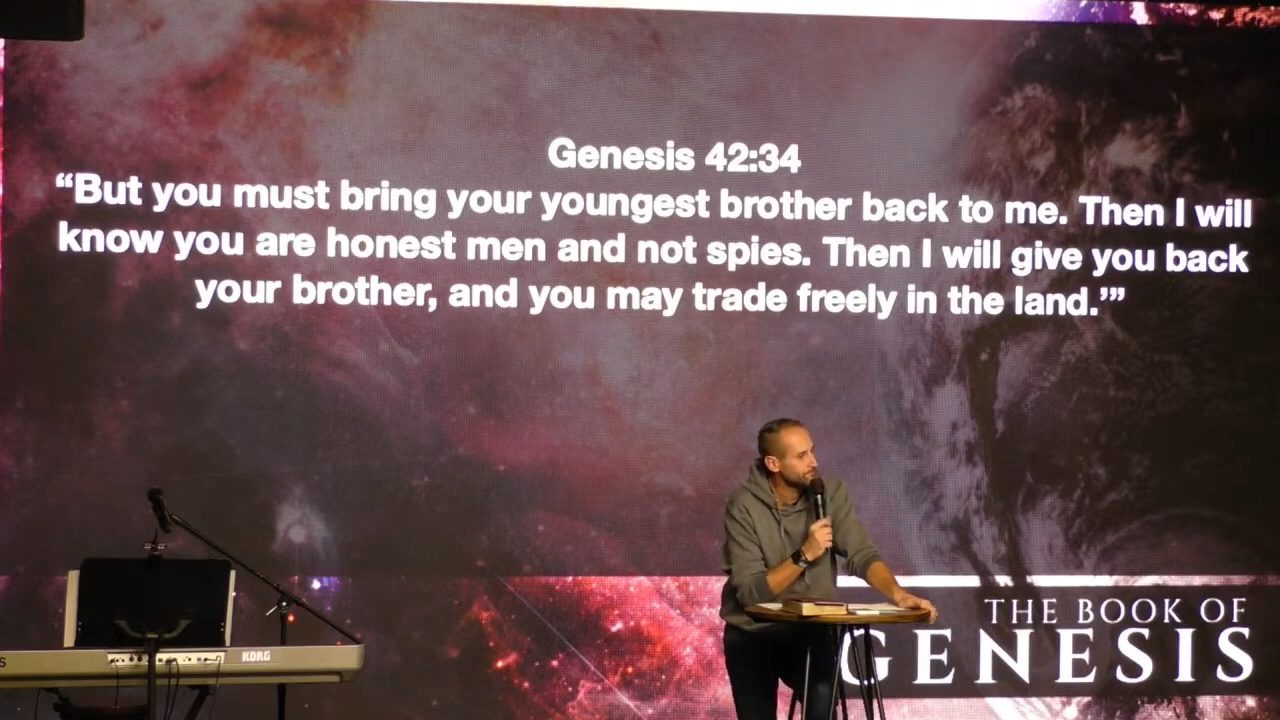 Genesis 42:34
“But you must bring your youngest brother back to me. Then I will
know you are honest men and not spies. Then I will give you back
your brother, and you may trade freely in the land.’”
THE BOOK OF
GENESIS
KORG
S